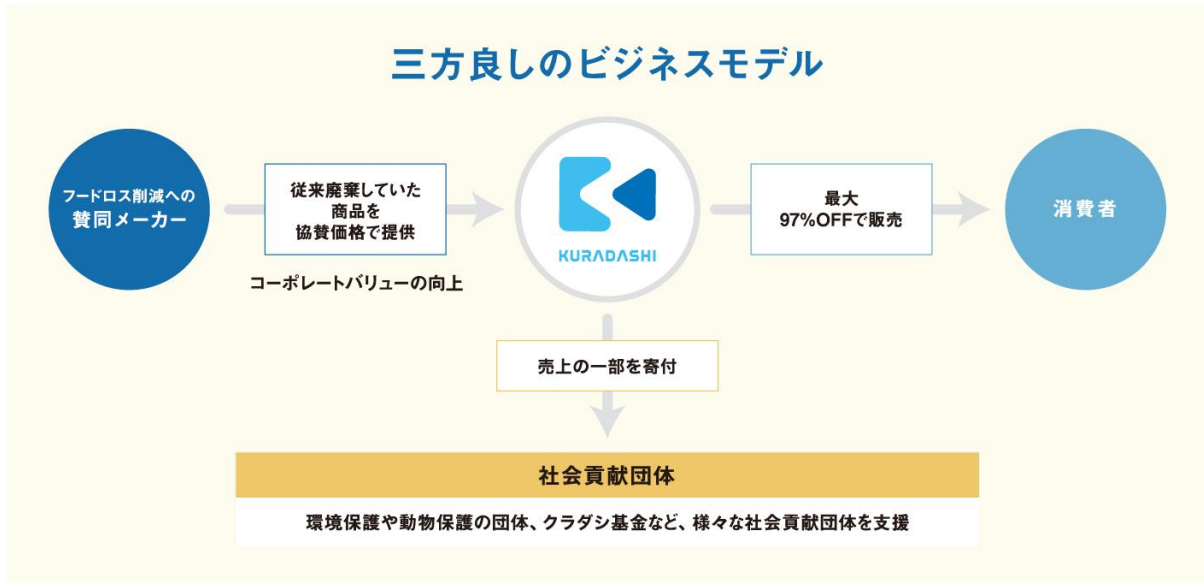 三方良しのビジネスモデル
フードロス削減への
賛同メーカー
従来廃棄していた
商品を
協賛価格で提供
コーポレートバリューの向上
KURADASHI
最大
97%OFFで販売
消費者
売上の一部を寄付
社会貢献団体
環境保護や動物保護の団体、クラダシ基金など、様々な社会貢献団体を支援